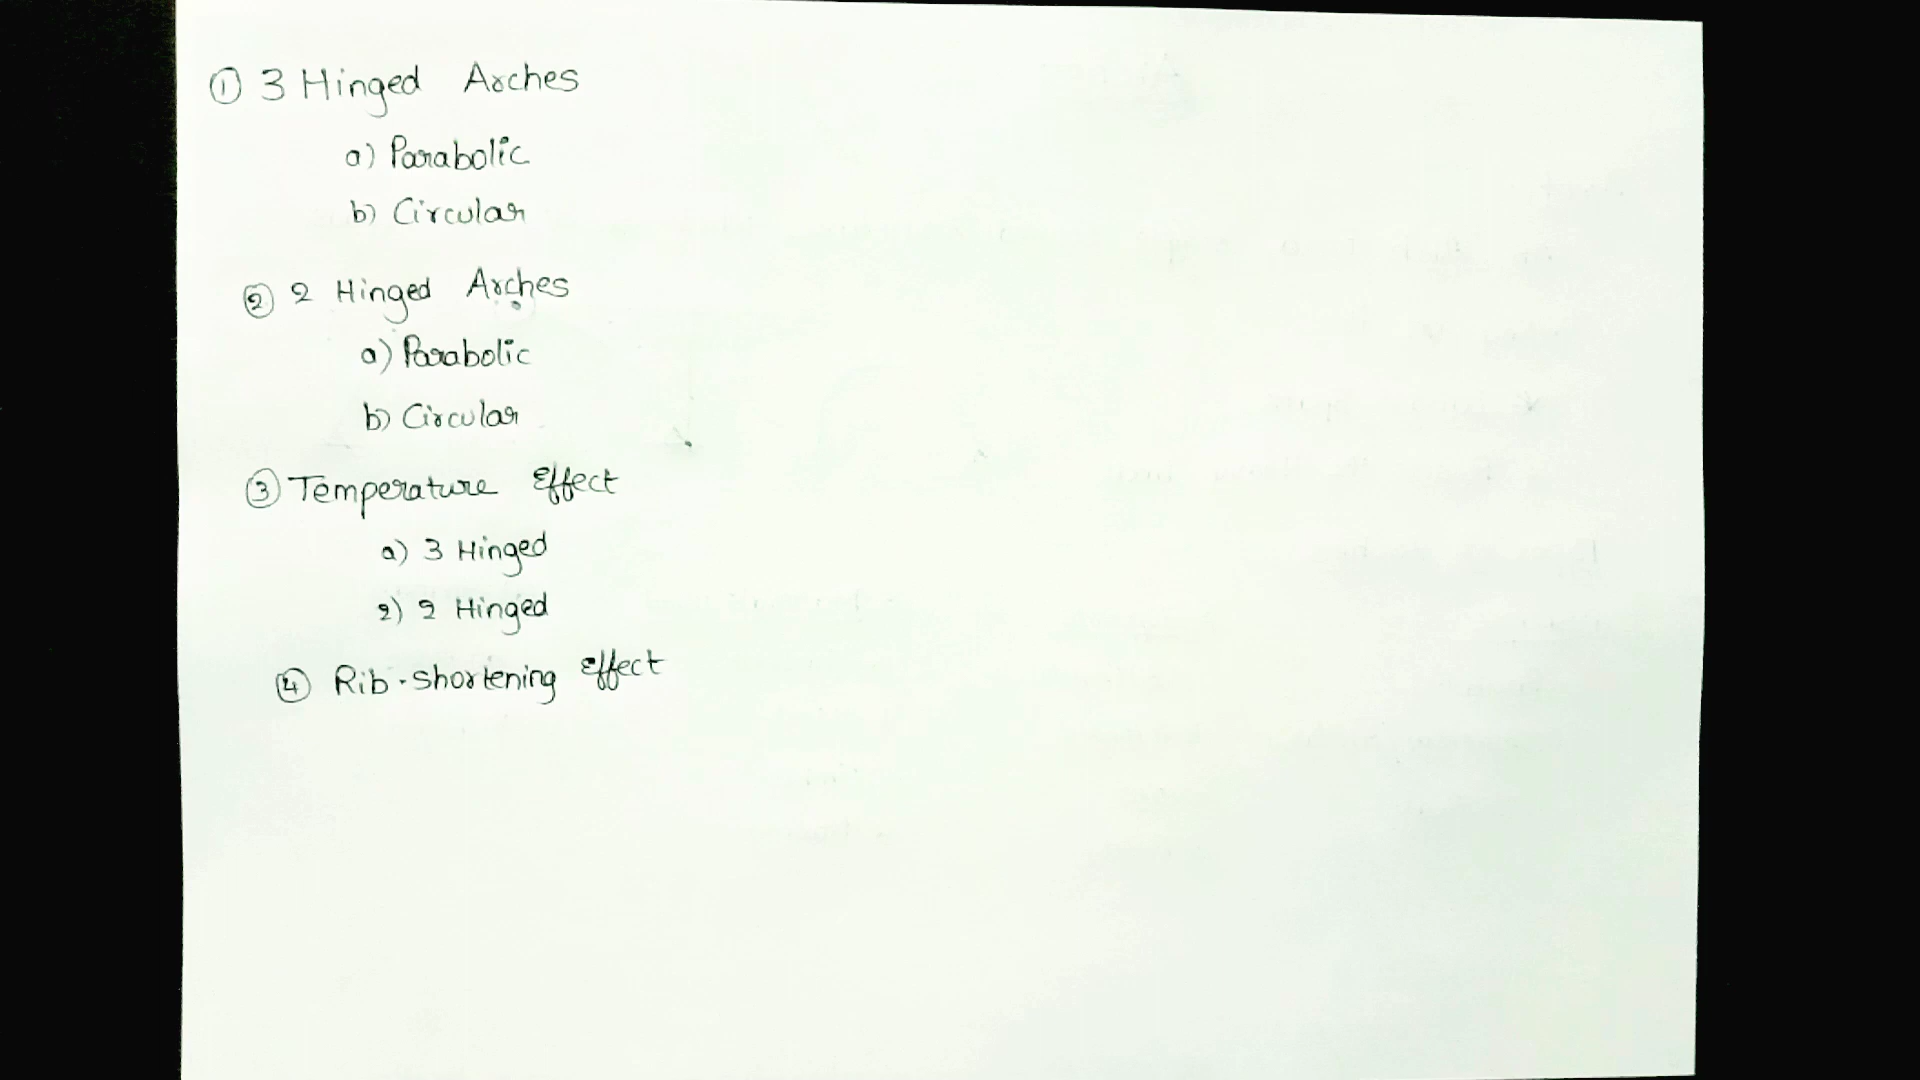 ① 3 Hinged Arches
a) Parabolic
b) Circular
② 2 Hinged Arches
a) Parabolic
b) Circular
③ Temperature Effect
a) 3 Hinged
2) 2 Hinged
④ Rib-shortening Effect